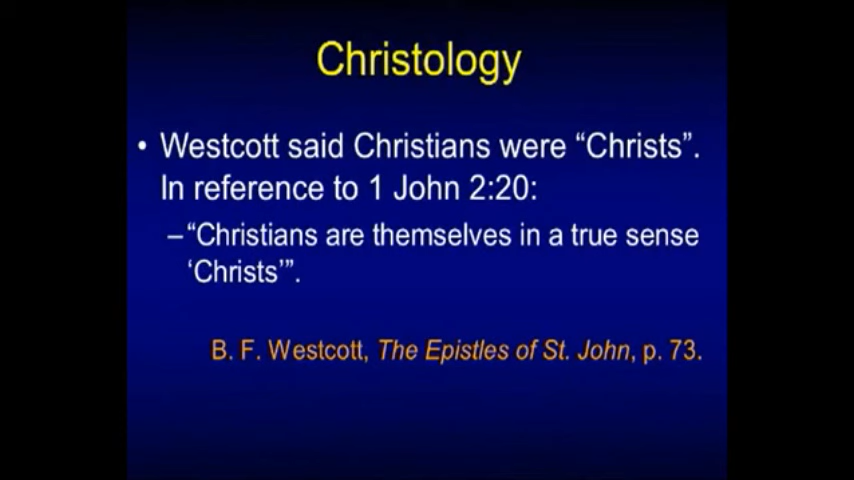 Christology
• Westcott said Christians were “Christs”.
In reference to 1 John 2:20:
–“Christians are themselves in a true sense
‘Christs’”.
B. F. Westcott, The Epistles of St. John, p. 73.